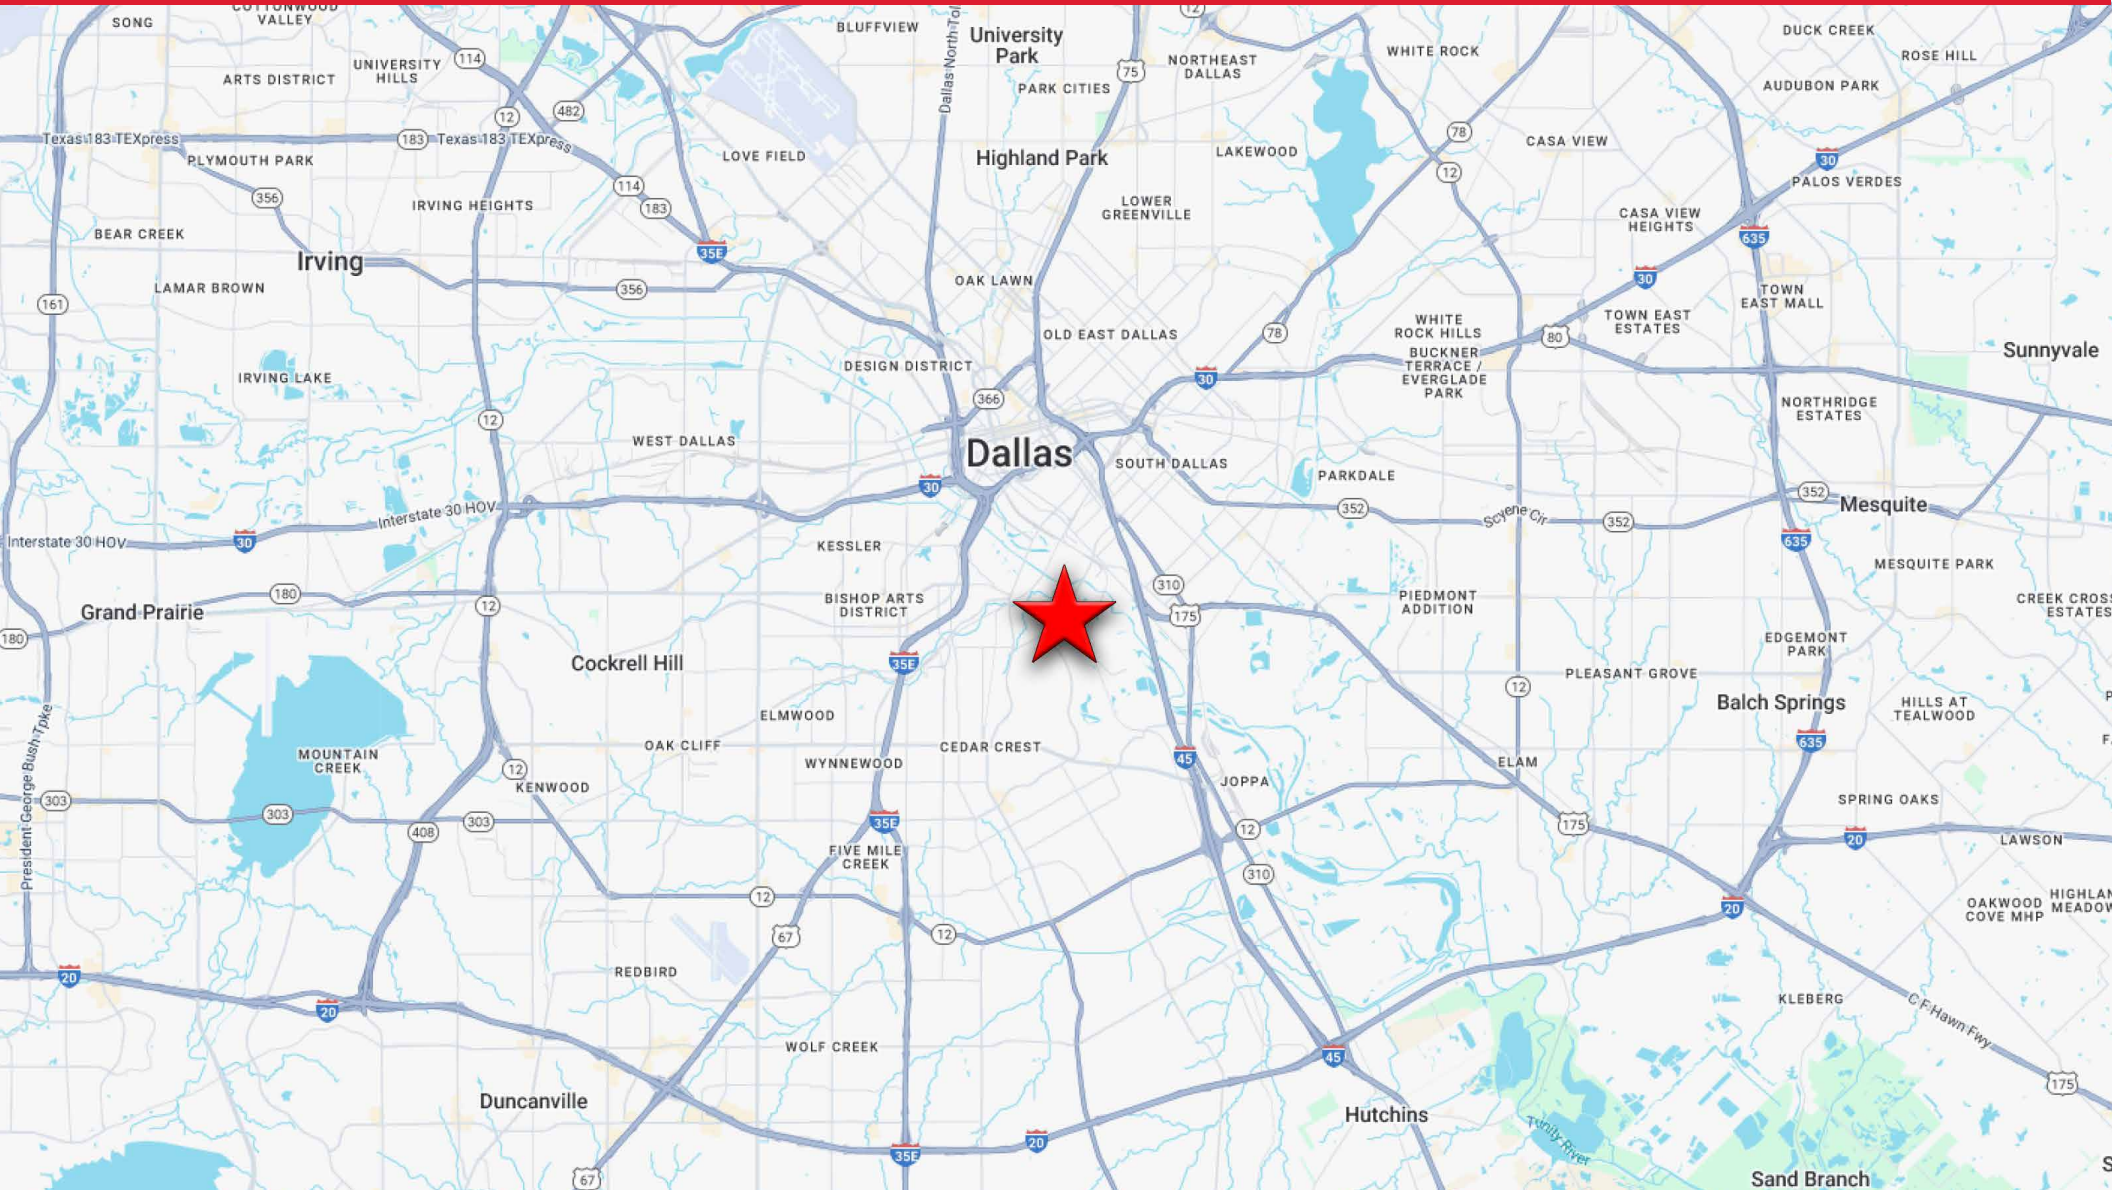 SONG
COTTONWOOD
VALLEY
BLUFFVIEW
Dallas North Tol
University
Park
12
NORTHEAST
DALLAS
WHITE ROCK
DUCK CREEK
ROSE HILL
114
UNIVERSITY
HILLS
ARTS DISTRICT
75
PARK CITIES
AUDUBON PARK
12
482
Texas 183 TEXpress
183
Texas 183 TEXpress
78
CASA VIEW
PLYMOUTH PARK
LOVE FIELD
Highland Park
LAKEWOOD
30
12
PALOS VERDES
356
114
183
IRVING HEIGHTS
LOWER
GREENVILLE
CASA VIEW
HEIGHTS
BEAR CREEK
635
35E
Irving
30
LAMAR BROWN
356
OAK LAWN
TOWN
EAST MALL
161
WHITE
ROCK HILLS
TOWN EAST
ESTATES
78
OLD EAST DALLAS
80
Sunnyvale
DESIGN DISTRICT
BUCKNER
TERRACE /
EVERGLADE
PARK
IRVING LAKE
30
366
NORTHRIDGE
ESTATES
12
WEST DALLAS
Dallas
SOUTH DALLAS
PARKDALE
30
352
Mesquite
Interstate 30 HOV
352
Scyene Cir
352
Interstate 30 HOV
30
635
KESSLER
MESQUITE PARK
180
310
BISHOP ARTS
DISTRICT
PIEDMONT
ADDITION
CREEK CROSS
ESTATES
Grand Prairie
12
175
180
EDGEMONT
PARK
Cockrell Hill
35E
PLEASANT GROVE
12
Balch Springs
HILLS AT
TEALWOOD
ELMWOOD
President George Bush Tpke
OAK CLIFF
CEDAR CREST
635
MOUNTAIN
CREEK
WYNNEWOOD
45
ELAM
12
KENWOOD
JOPPA
303
303
SPRING OAKS
408
303
35E
12
175
20
LAWSON
FIVE MILE
CREEK
310
12
20
OAKWOOD
COVE MHP
HIGHLAN
MEADOW
67
12
REDBIRD
20
20
KLEBERG
C F Hawn Fwy
WOLF CREEK
45
175
Duncanville
Hutchins
20
Trinity River
35E
67
Sand Branch